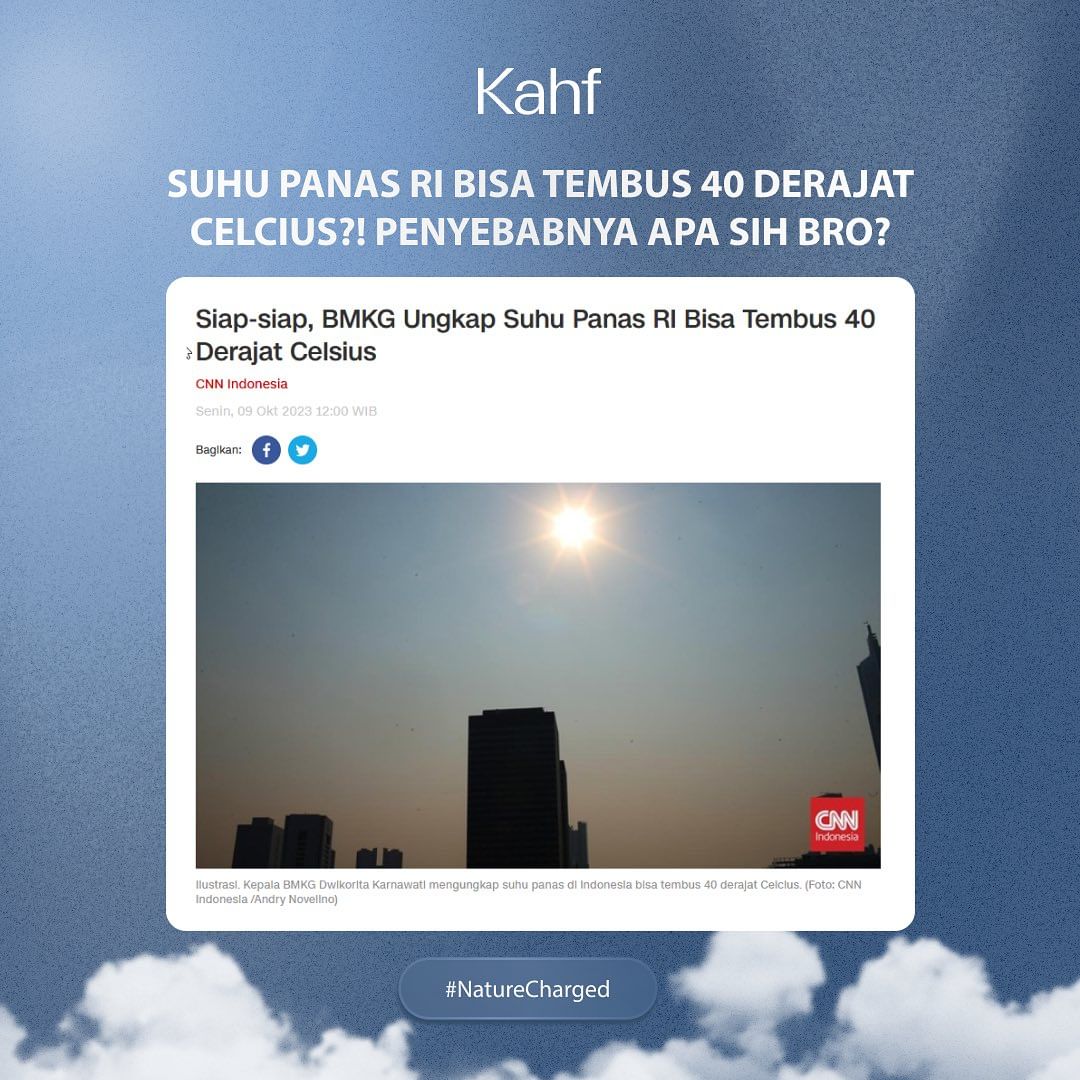 Kahf
SUHU PANAS RI BISA TEMBUS 40 DERAJAT
CELCIUS?! PENYEBABNYA APA SIH BRO?
Siap-siap, BMKG Ungkap Suhu Panas RI Bisa Tembus 40
Derajat Celsius
CNN Indonesia
Senin, 09 Okt 2023 12:00 WIB
Bagikan:
CNN
Indonesia
Ilustrasi. Kepala BMKG Dwikorita Karnawati mengungkap suhu panas di Indonesia bisa tembus 40 derajat Celcius. (Foto: CNN
Indonesia /Andry Novelino)
#NatureCharged